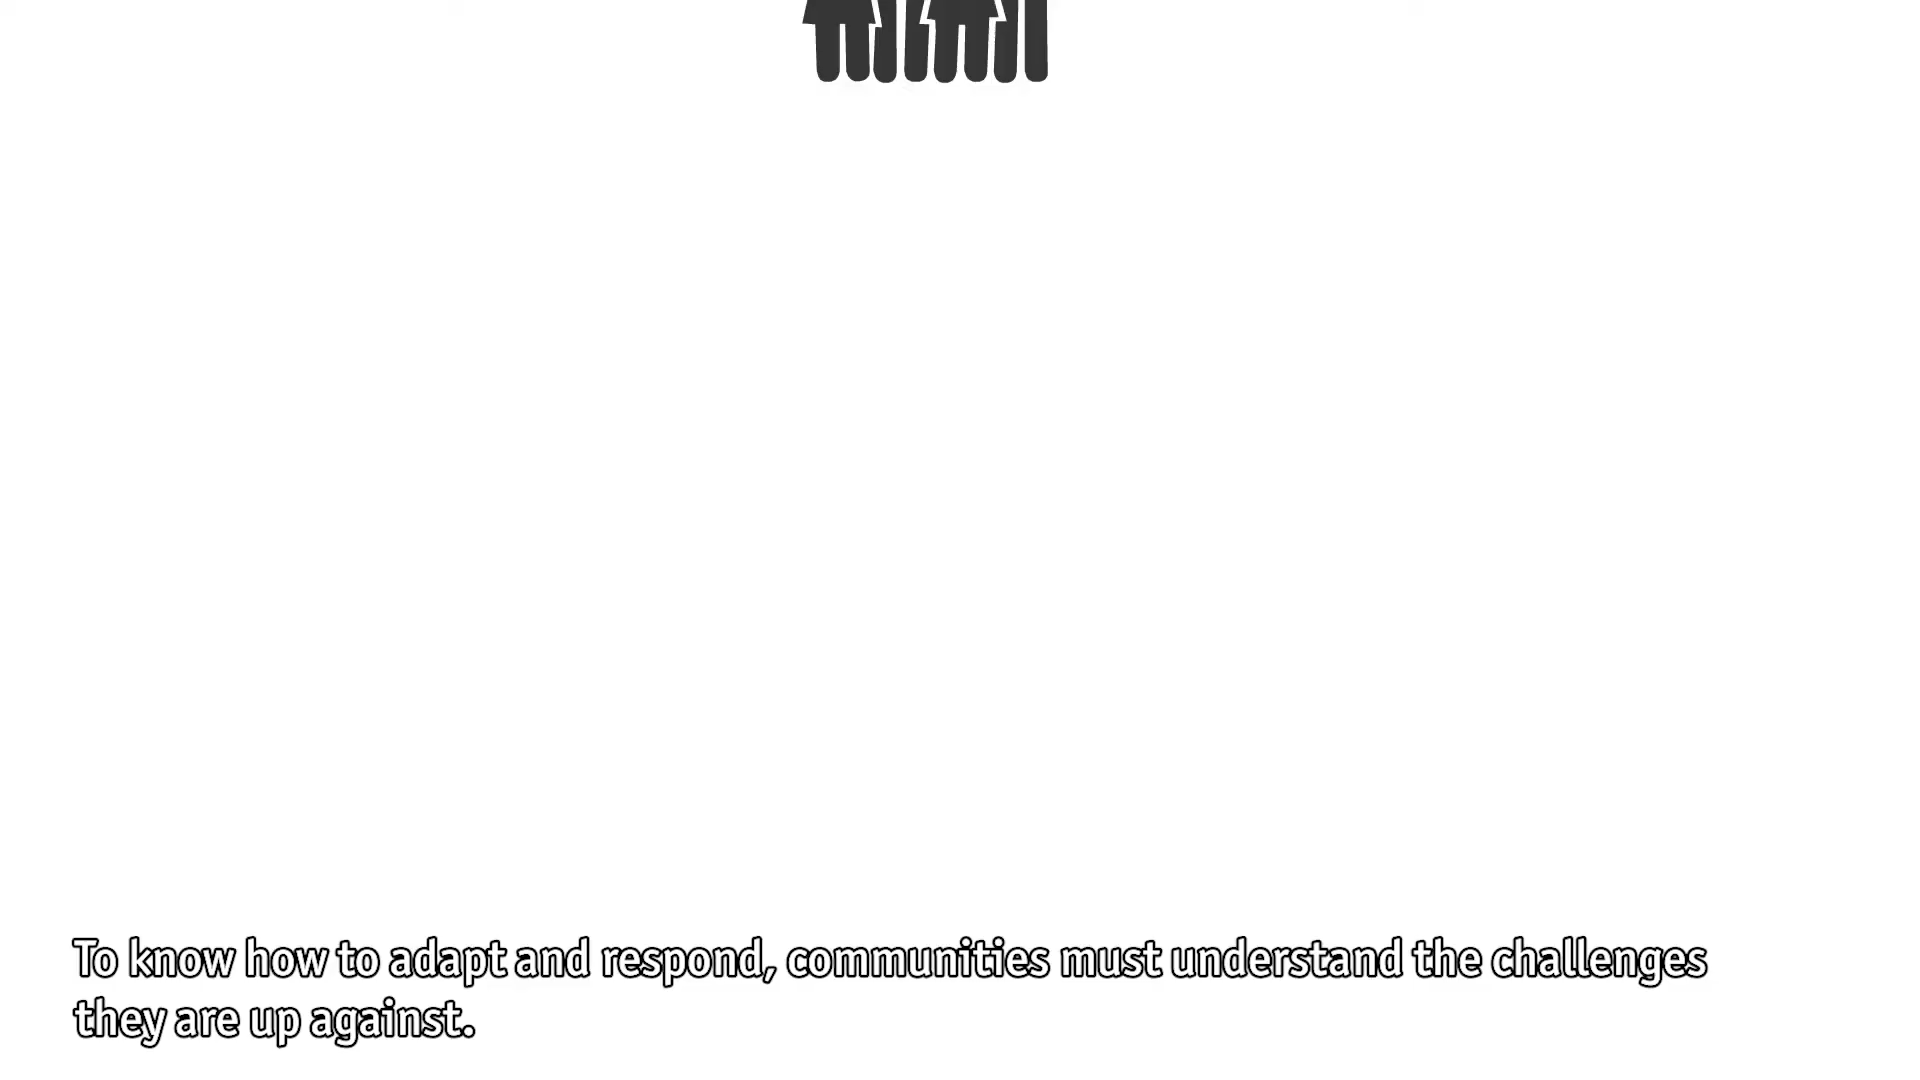 To know how to adapt and respond, communities must understand the challenges
they are up against.